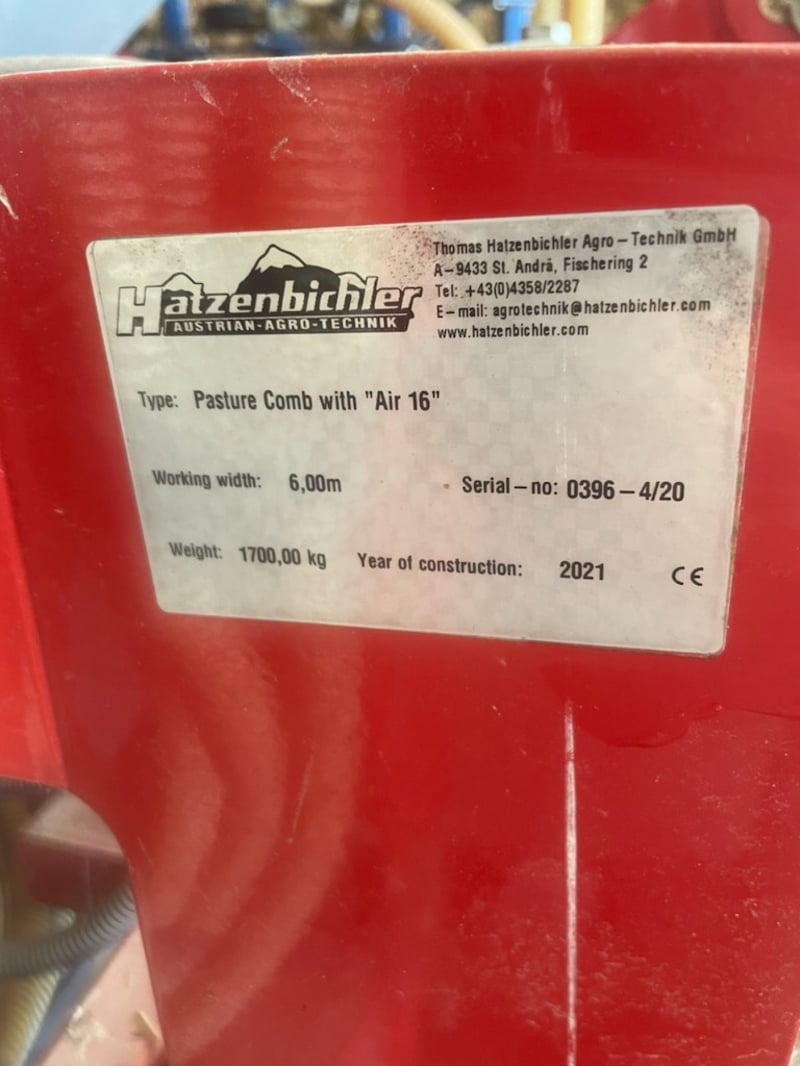 Hatzenbichler
AUSTRIAN-AGRO-TECHNIK
Thomas Hatzenbichler Agro – Technik GmbH
A–9433 St. Andrä, Fischering 2
Tel: +43(0)4358/2287
E–mail: agrotechnik@hatzenbichler.com
www.hatzenbichler.com
Type: Pasture Comb with "Air 16"
Working width: 6,00m Serial–no: 0396–4/20
Weight: 1700,00 kg Year of construction: 2021 CE